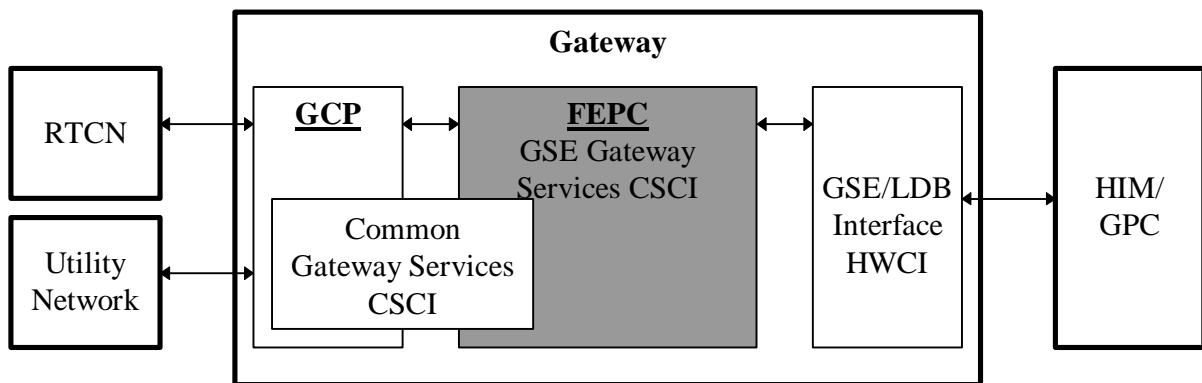 Gateway
RTCN
Utility
Network
GCP
FEPC
GSE Gateway
Services CSCI
Common
Gateway Services
CSCI
GSE/LDB
Interface
HWCI
HIM/
GPC